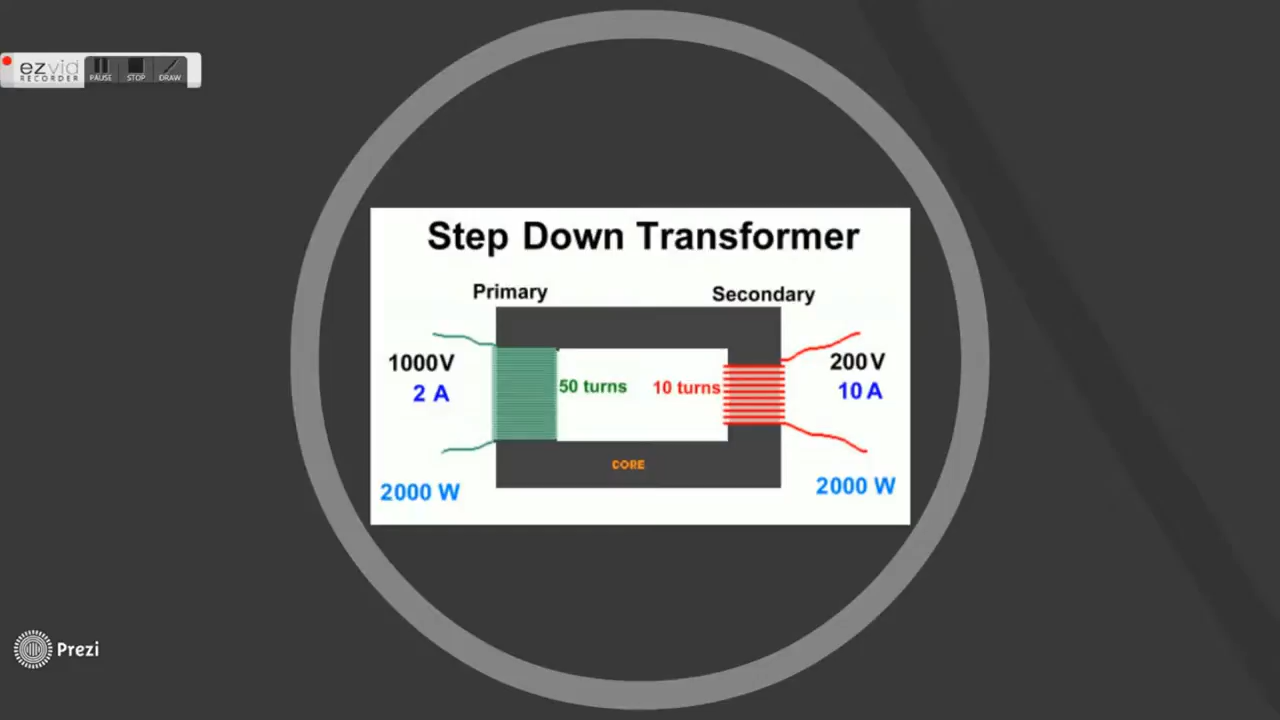 ezvid
RECORDER
PAUSE STOP DRAW
Step Down Transformer
Primary Secondary
1000V 200V
2 A 50 turns 10 turns 10 A
CORE
2000 W 2000 W
Prezi